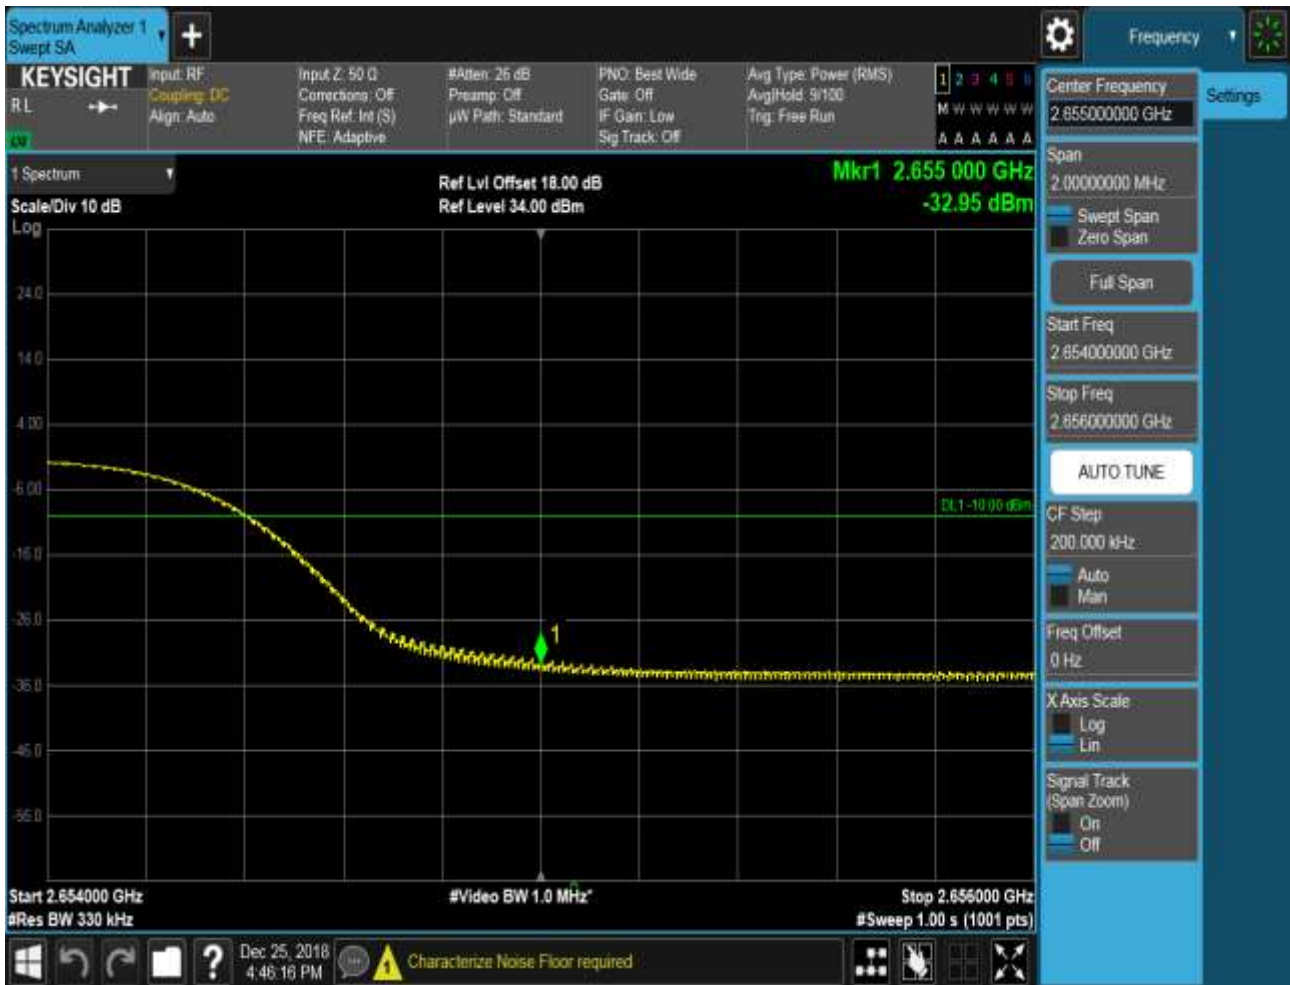 Spectrum Analyzer 1
Swept SA
Frequency
KEYSIGHT
RL
Input: RF
Coupling: DC
Align: Auto
Input Z: 50 Ω
Corrections: Off
Freq Ref: Int (S)
NFE: Adaptive
#Atten: 26 dB
Preamp: Off
µW Path: Standard
PNO: Best Wide
Gate: Off
IF Gain: Low
Sig Track: Off
Avg Type: Power (RMS)
Avg|Hold: 9/100
Trig: Free Run
1 2 3 4 5 6
M W W W W W
A A A A A A
1 Spectrum
Scale/Div 10 dB
Log
Ref Lvl Offset 18.00 dB
Ref Level 34.00 dBm
Mkr1 2.655 000 GHz
-32.95 dBm
24.0
14.0
4.00
-6.00
-16.0
-26.0
-36.0
-46.0
-56.0
DL1 -10.00 dBm
1
Start 2.654000 GHz
#Res BW 330 kHz
#Video BW 1.0 MHz*
Stop 2.656000 GHz
#Sweep 1.00 s (1001 pts)
Dec 25, 2018
4:46:16 PM
Characterize Noise Floor required
Settings
Center Frequency
2.655000000 GHz
Span
2.00000000 MHz
Swept Span
Zero Span
Full Span
Start Freq
2.654000000 GHz
Stop Freq
2.656000000 GHz
AUTO TUNE
CF Step
200.000 kHz
Auto
Man
Freq Offset
0 Hz
X Axis Scale
Log
Lin
Signal Track
(Span Zoom)
On
Off